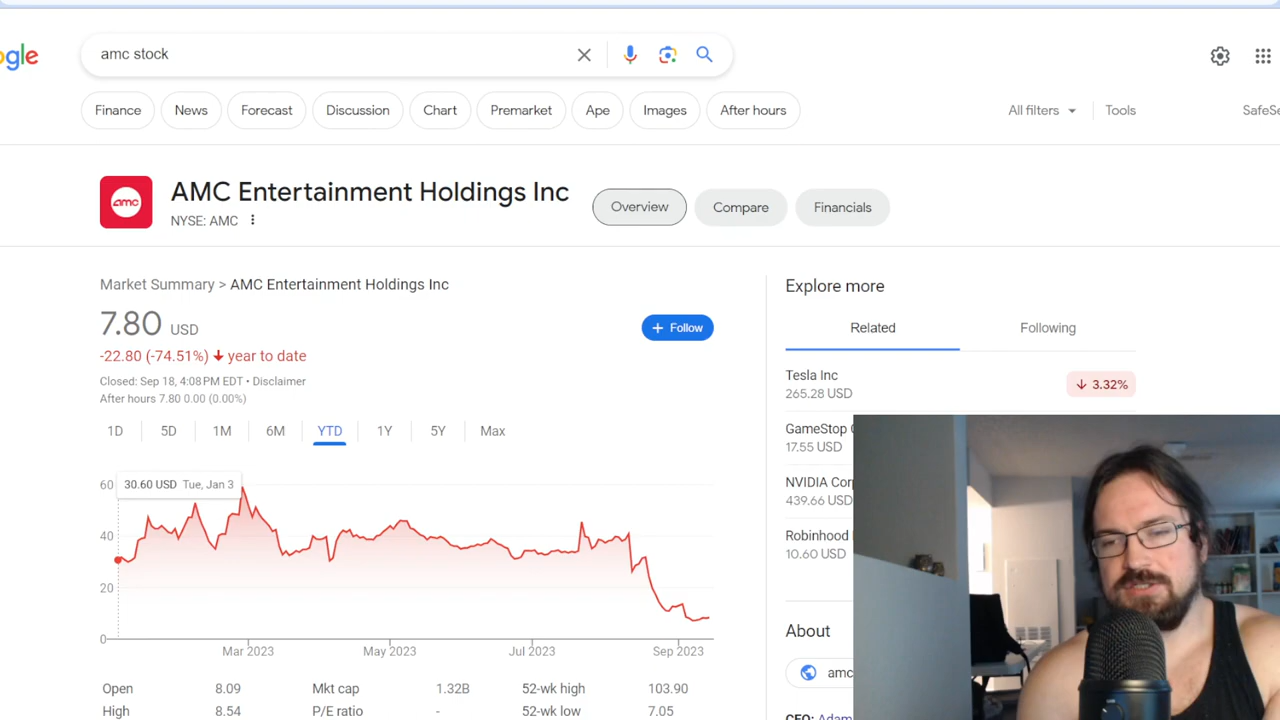 ogle
amc stock
Finance News Forecast Discussion Chart Premarket Ape Images After hours All filters Tools SafeSe
amc
AMC Entertainment Holdings Inc
NYSE: AMC
Overview Compare Financials
Market Summary > AMC Entertainment Holdings Inc
7.80 USD
+ Follow
-22.80 (-74.51%) year to date
Closed: Sep 18, 4:08 PM EDT • Disclaimer
After hours 7.80 0.00 (0.00%)
1D 5D 1M 6M YTD 1Y 5Y Max
30.60 USD Tue, Jan 3
60
40
20
0
Mar 2023 May 2023 Jul 2023 Sep 2023
Open 8.09 Mkt cap 1.32B 52-wk high 103.90
High 8.54 P/E ratio - 52-wk low 7.05
Explore more
Related Following
Tesla Inc
265.28 USD
3.32%
GameStop
17.55 USD
NVIDIA Cor
439.66 USD
Robinhood
10.60 USD
About
amc
CEO: Adam